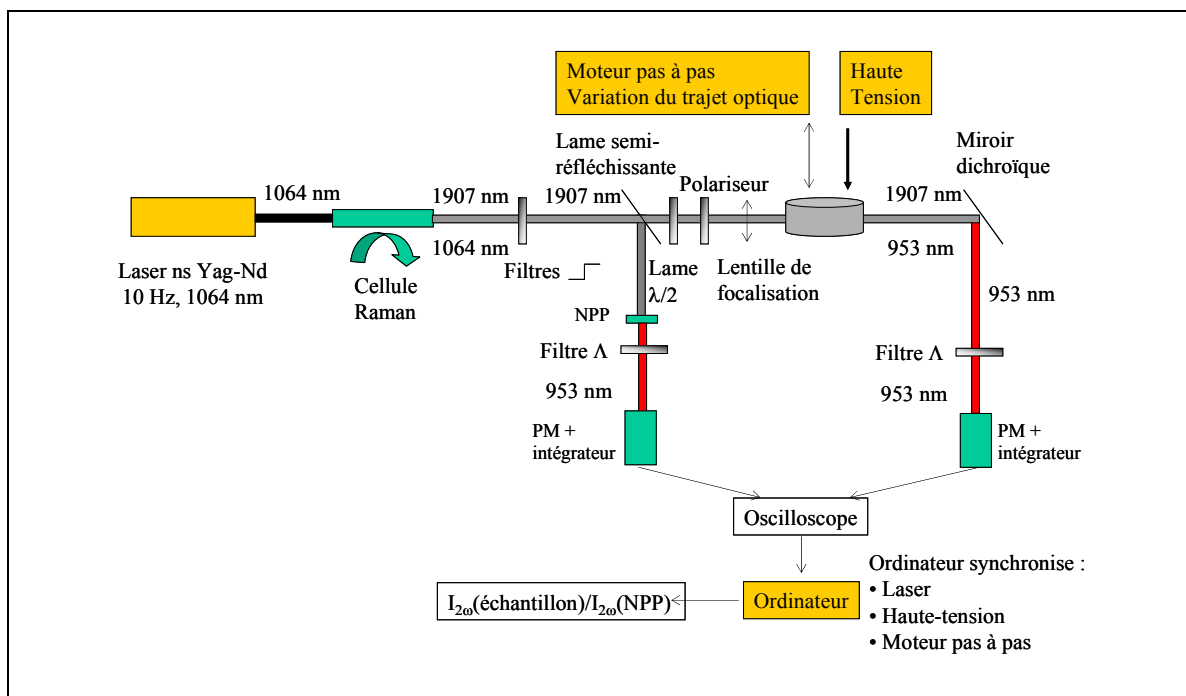 Moteur pas à pas
Variation du trajet optique
Haute
Tension
Lame semi-
réfléchissante
Miroir
dichroïque
1064 nm
1907 nm
1907 nm
Polariseur
1907 nm
1064 nm
953 nm
Laser ns Yag-Nd
10 Hz, 1064 nm
Cellule
Raman
Filtres
Lame
λ/2
Lentille de
focalisation
953 nm
NPP
Filtre Λ
Filtre Λ
953 nm
953 nm
PM +
intégrateur
PM +
intégrateur
Oscilloscope
Ordinateur synchronise :
• Laser
• Haute-tension
• Moteur pas à pas
Ordinateur
I2ω(échantillon)/I2ω(NPP)